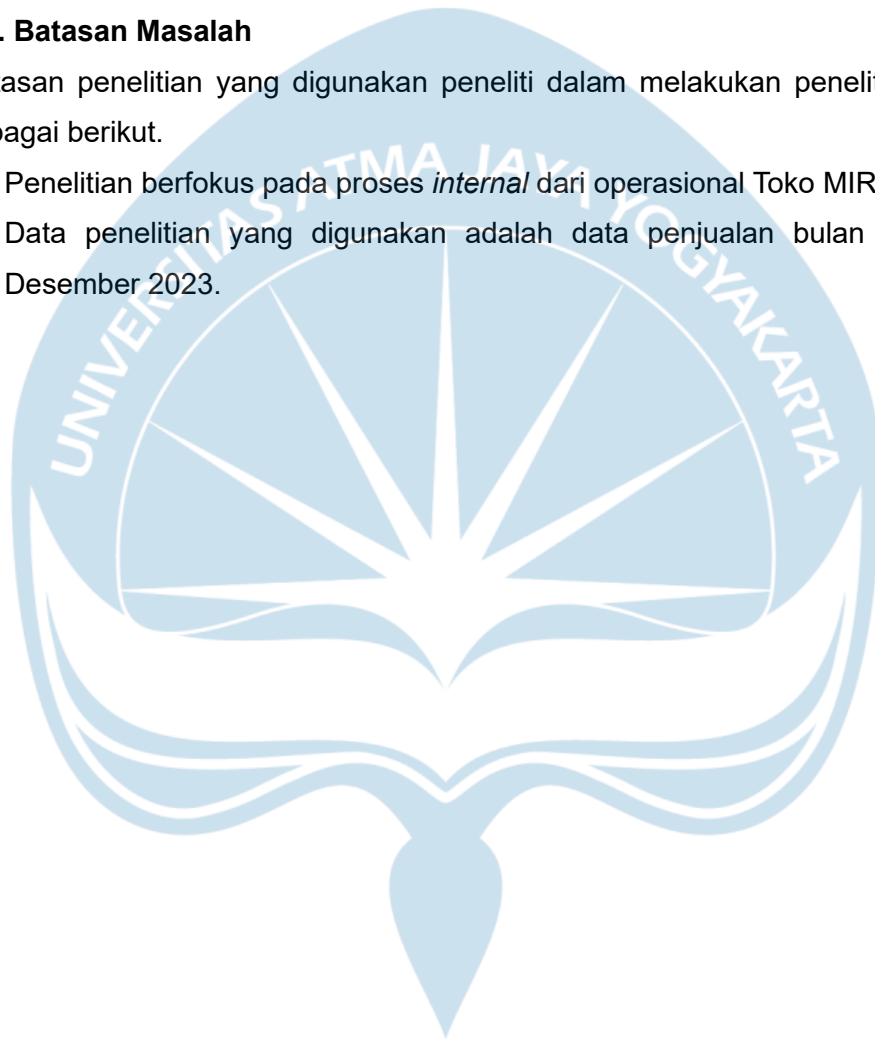 . Batasan Masalah
tasan penelitian yang digunakan peneliti dalam melakukan penelit
bagai berikut.
Penelitian berfokus pada proses internal dari operasional Toko MIR
Data penelitian yang digunakan adalah data penjualan bulan
Desember 2023.
UNIVERSITAS ATMA JAYA YOGYAKARTA